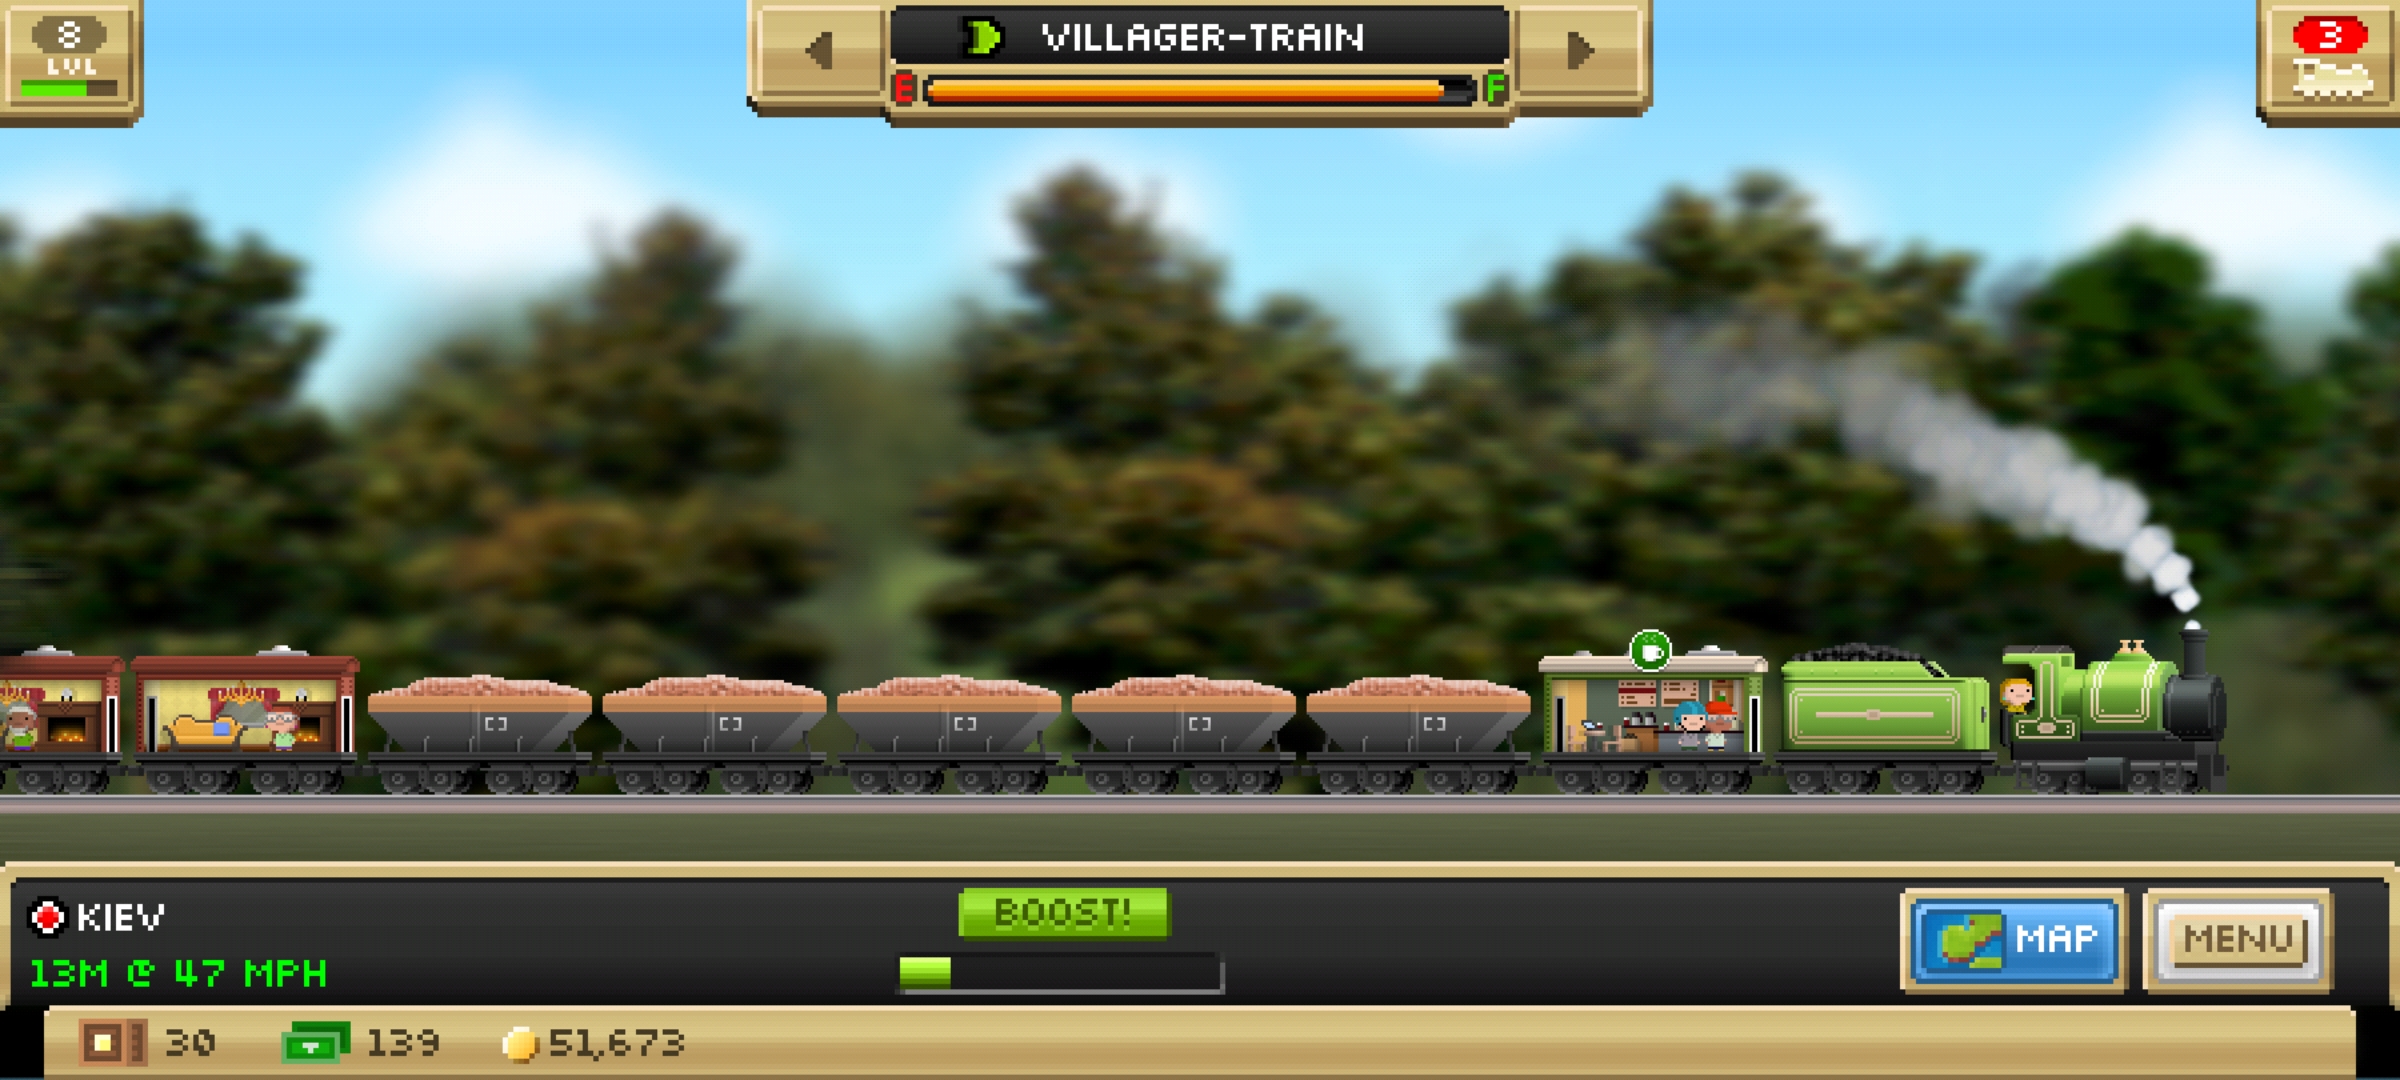 8
LVL
VILLAGER-TRAIN
E F
3
KIEV
13M @ 47 MPH
BOOST!
MAP
MENU
30 139 51,673